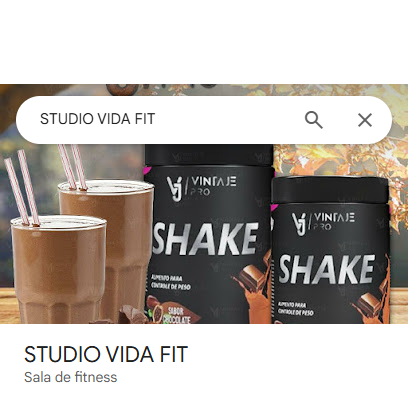 STUDIO VIDA FIT
VINTAJE
PRO
SHAKE
ALIMENTO PARA
CONTROLE DE PESO
SABOR
CHOCOLATE
VINTAJE
PRO
SHAKE
ALIMENTO PARA
CONTROLE DE PESO
STUDIO VIDA FIT
Sala de fitness